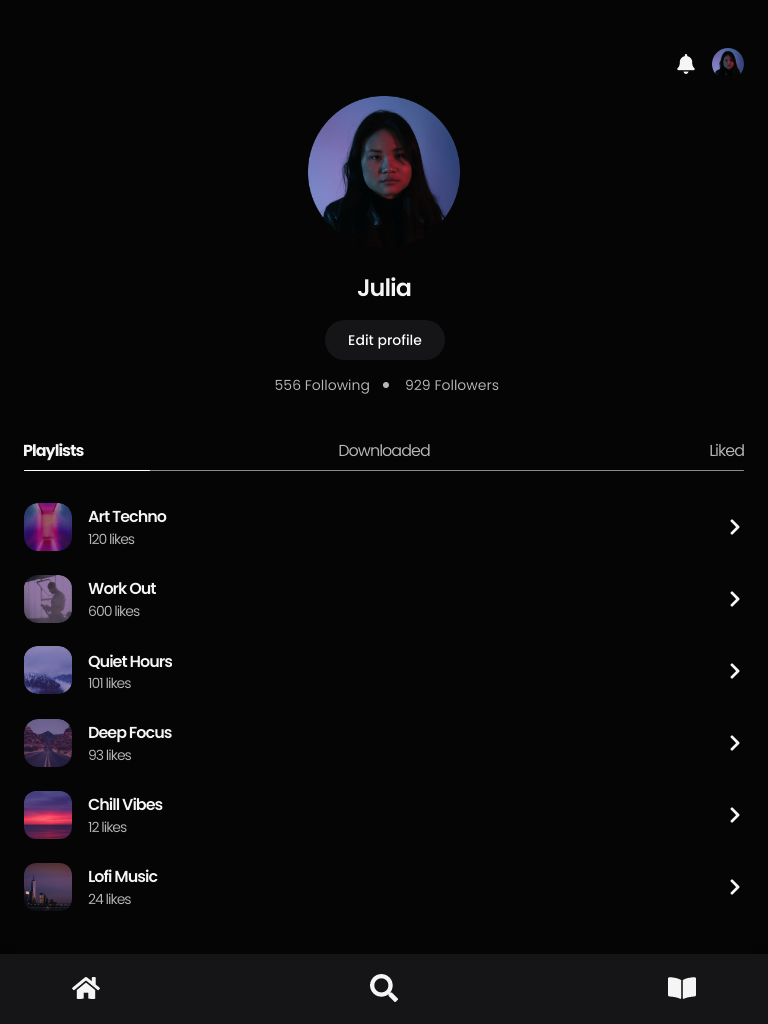 Julia
Edit profile
556 Following • 929 Followers
Playlists Downloaded Liked
Art Techno
120 likes
Work Out
600 likes
Quiet Hours
101 likes
Deep Focus
93 likes
Chill Vibes
12 likes
Lofi Music
24 likes